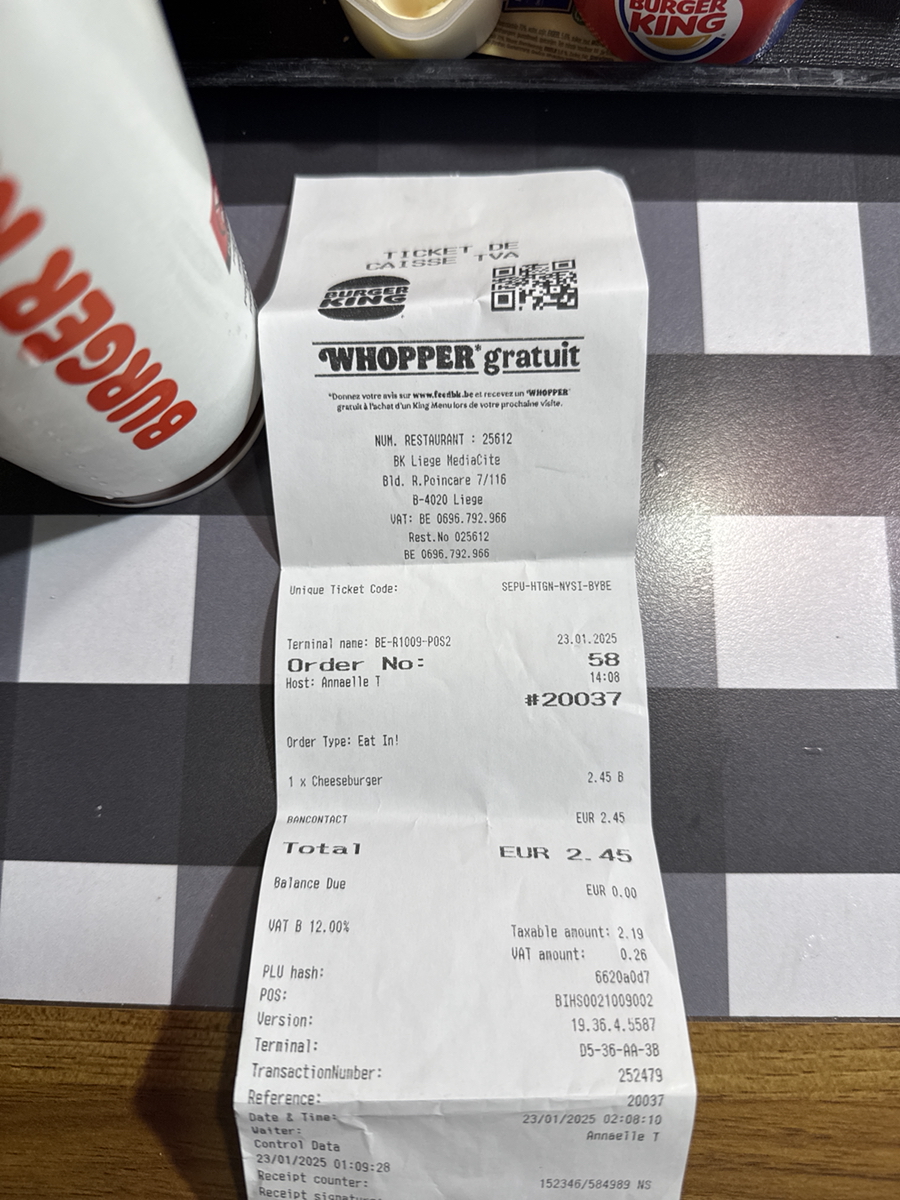 BURGER
KING
BURGER K
TICKET DE
CAISSE TVA
BURGER
KING
WHOPPER* gratuit
*Donnez votre avis sur www.feedbk.be et recevez un "WHOPPER"
gratuit à l'achat d'un King Menu lors de votre prochaine visite.
NUM. RESTAURANT : 25612
BK Liege MediaCite
Bld. R.Poincare 7/116
B-4020 Liege
VAT: BE 0696.792.966
Rest.No 025612
BE 0696.792.966
Unique Ticket Code: SEPU-HTGN-NYSI-BYBE
Terminal name: BE-R1009-POS2 23.01.2025
Order No: 58
Host: Annaelle T 14:08
#20037
Order Type: Eat In!
1 x Cheeseburger 2.45 B
BANCONTACT EUR 2.45
Total EUR 2.45
Balance Due EUR 0.00
VAT B 12.00% Taxable amount: 2.19
VAT amount: 0.26
PLU hash: 6620a0d7
POS: BIHS0021009002
Version: 19.36.4.5587
Terminal: D5-36-AA-3B
TransactionNumber: 252479
Reference: 20037
Date & Time: 23/01/2025 02:08:10
Waiter: Annaelle T
Control Data
23/01/2025 01:09:28
Receipt counter: 152346/584989 NS
Receipt